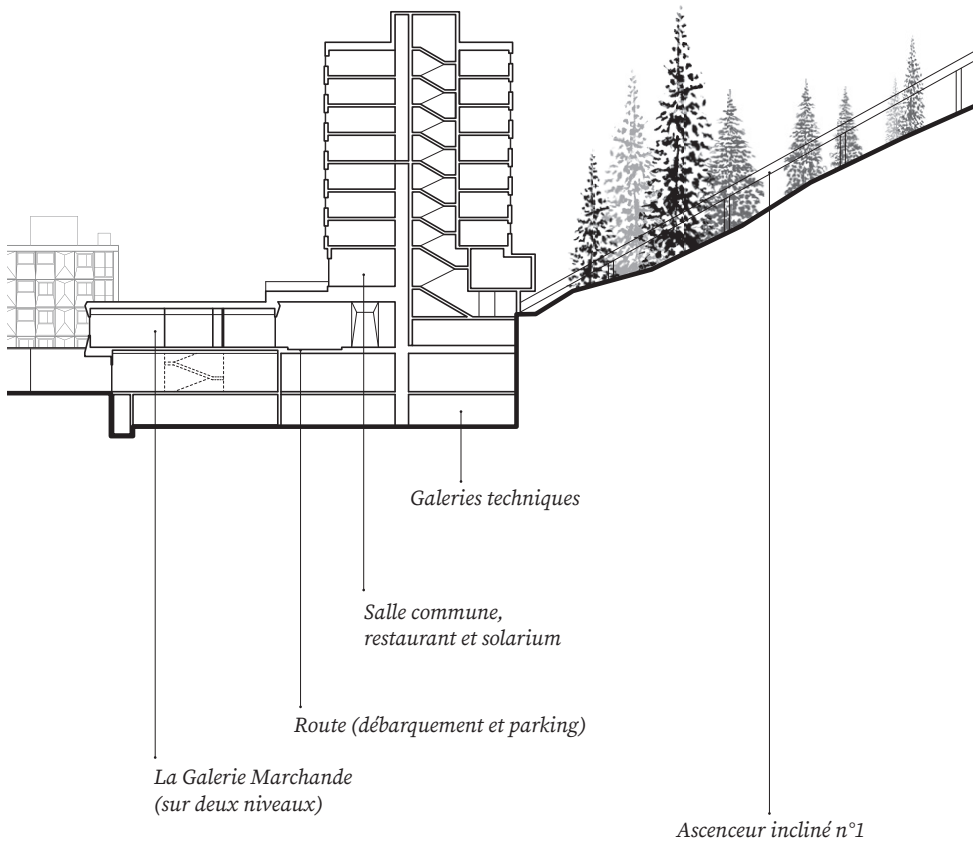 Galeries techniques
Salle commune,
restaurant et solarium
Route (débarquement et parking)
La Galerie Marchande
(sur deux niveaux)
Ascenceur incliné n°1